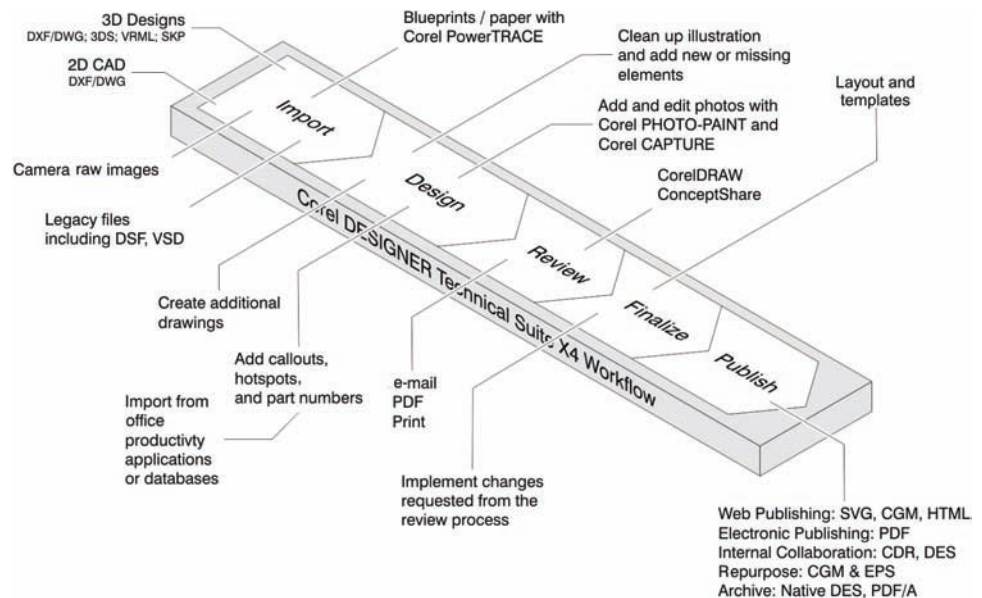 3D Designs
DXF/DWG; 3DS; VRML; SKP
2D CAD
DXF/DWG
Camera raw images
Legacy files
including DSF, VSD
Blueprints / paper with
Corel PowerTRACE
Clean up illustration
and add new or missing
elements
Add and edit photos with
Corel PHOTO-PAINT and
Corel CAPTURE
CorelDRAW
ConceptShare
Layout and
templates
Import
Design
Review
Finalize
Publish
Corel DESIGNER Technical Suite X4 Workflow
Create additional
drawings
Add callouts,
hotspots,
and part numbers
Import from
office
productivty
applications
or databases
e-mail
PDF
Print
Implement changes
requested from the
review process
Web Publishing: SVG, CGM, HTML
Electronic Publishing: PDF
Internal Collaboration: CDR, DES
Repurpose: CGM & EPS
Archive: Native DES, PDF/A